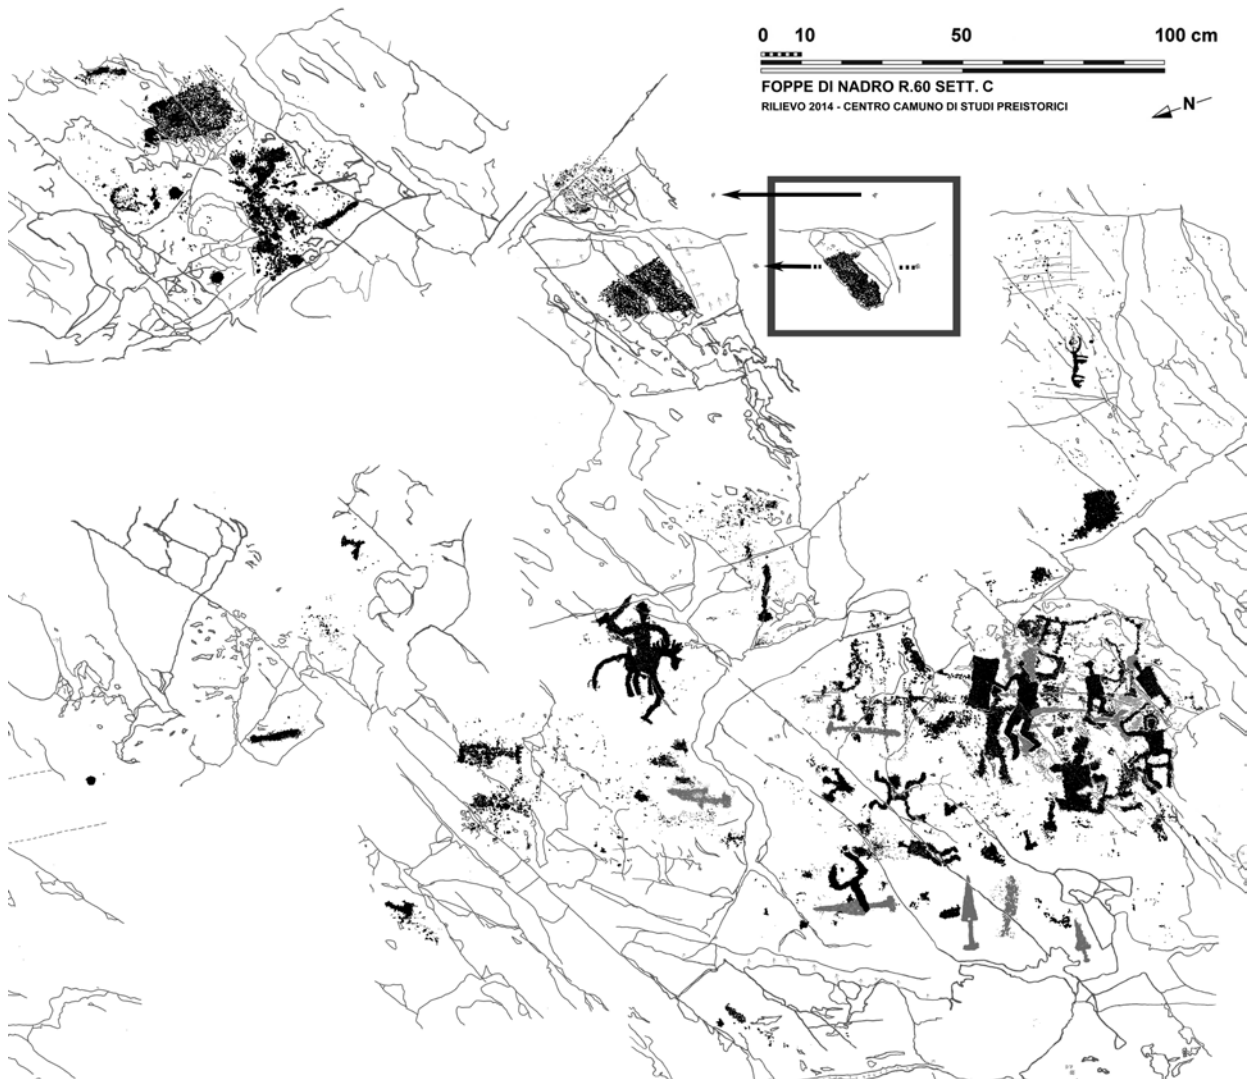 0 10 50 100 cm
FOPPE DI NADRO R.60 SETT. C
RILIEVO 2014 - CENTRO CAMUNO DI STUDI PREISTORICI
N